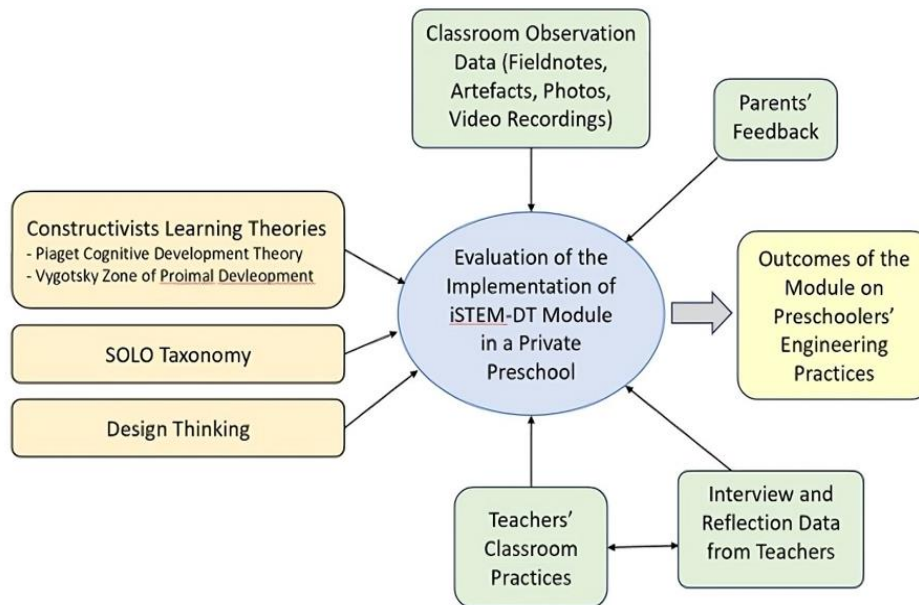 Classroom Observation
Data (Fieldnotes,
Artefacts, Photos,
Video Recordings)
Parents'
Feedback
Constructivists Learning Theories
- Piaget Cognitive Development Theory
- Vygotsky Zone of Proimal Devleopment
SOLO Taxonomy
Design Thinking
Evaluation of the
Implementation of
iSTEM-DT Module
in a Private
Preschool
Outcomes of the
Module on
Preschoolers'
Engineering
Practices
Teachers'
Classroom
Practices
Interview and
Reflection Data
from Teachers